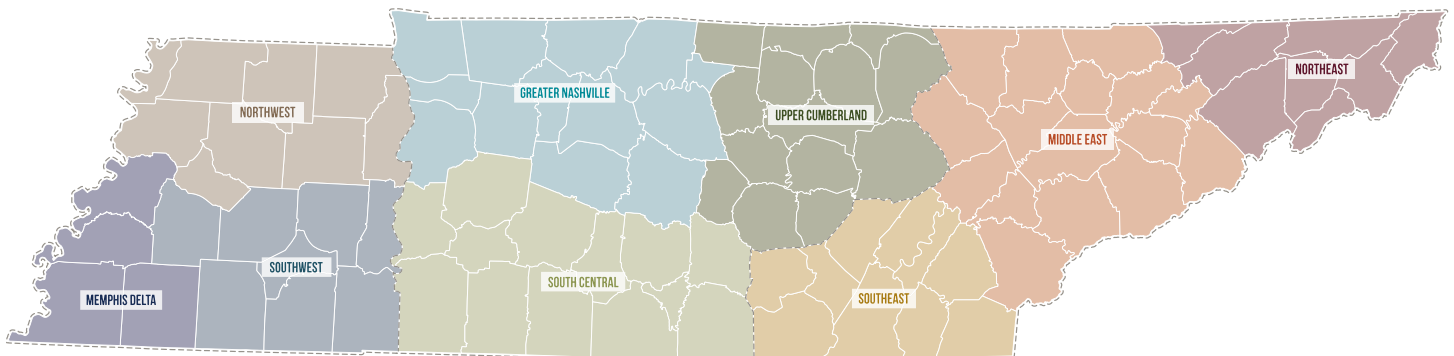 NORTHEAST
GREATER NASHVILLE
NORTHWEST
UPPER CUMBERLAND
MIDDLE EAST
SOUTHWEST
SOUTH CENTRAL
MEMPHIS DELTA
SOUTHEAST